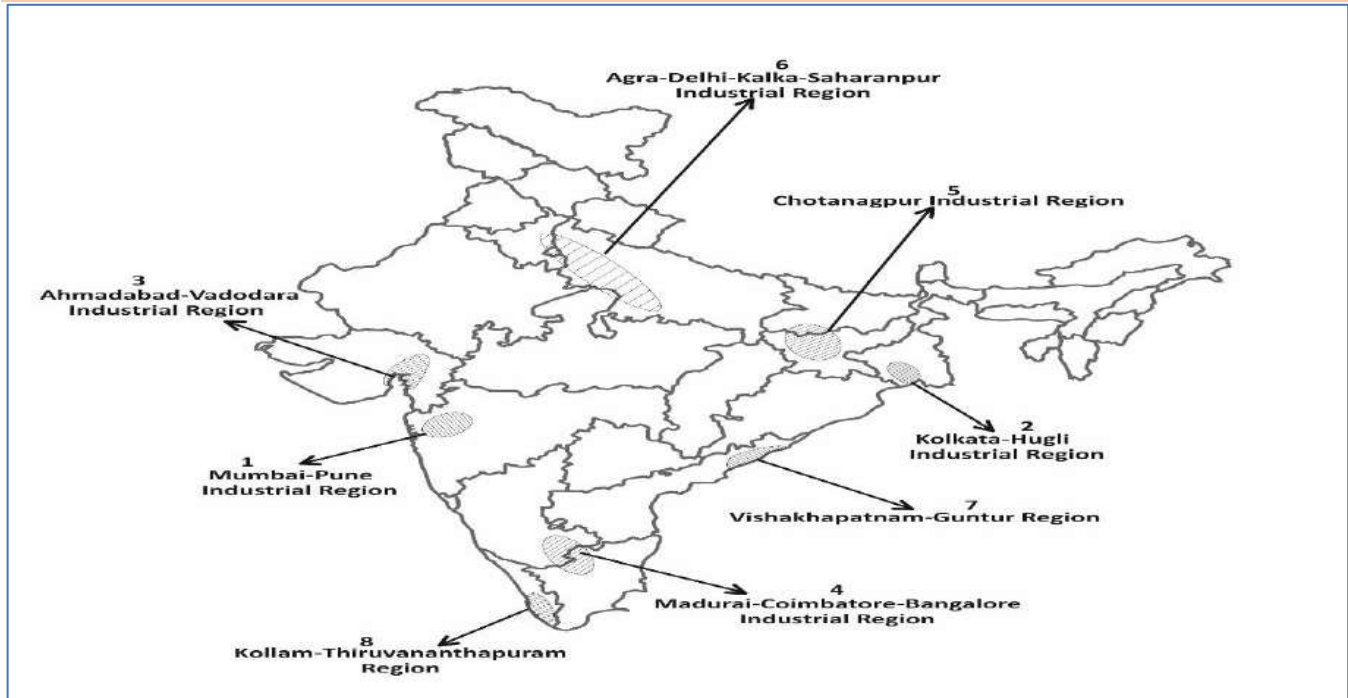 6
Agra-Delhi-Kalka-Saharanpur
Industrial Region
5
Chotanagpur Industrial Region
3
Ahmadabad-Vadodara
Industrial Region
2
Kolkata-Hugli
Industrial Region
1
Mumbai-Pune
Industrial Region
7
Vishakhapatnam-Guntur Region
4
Madurai-Coimbatore-Bangalore
Industrial Region
8
Kollam-Thiruvananthapuram
Region